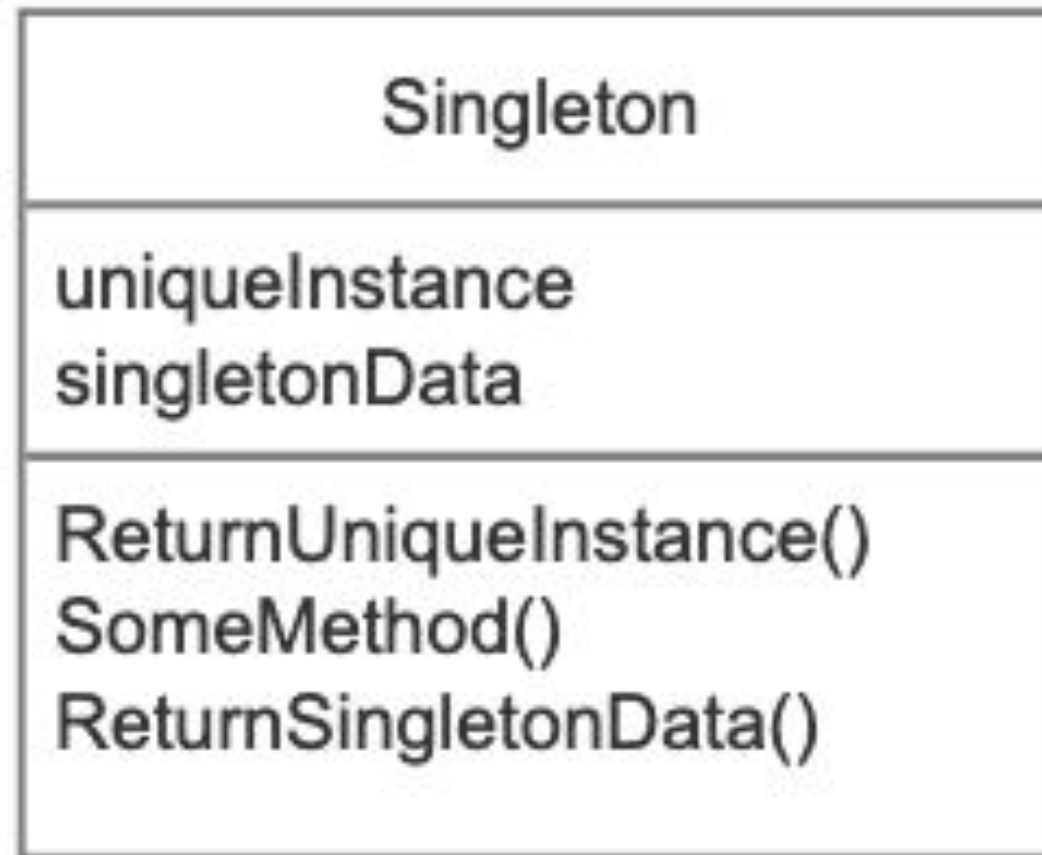 Singleton
uniqueInstance
singletonData
ReturnUniqueInstance()
SomeMethod()
ReturnSingletonData()